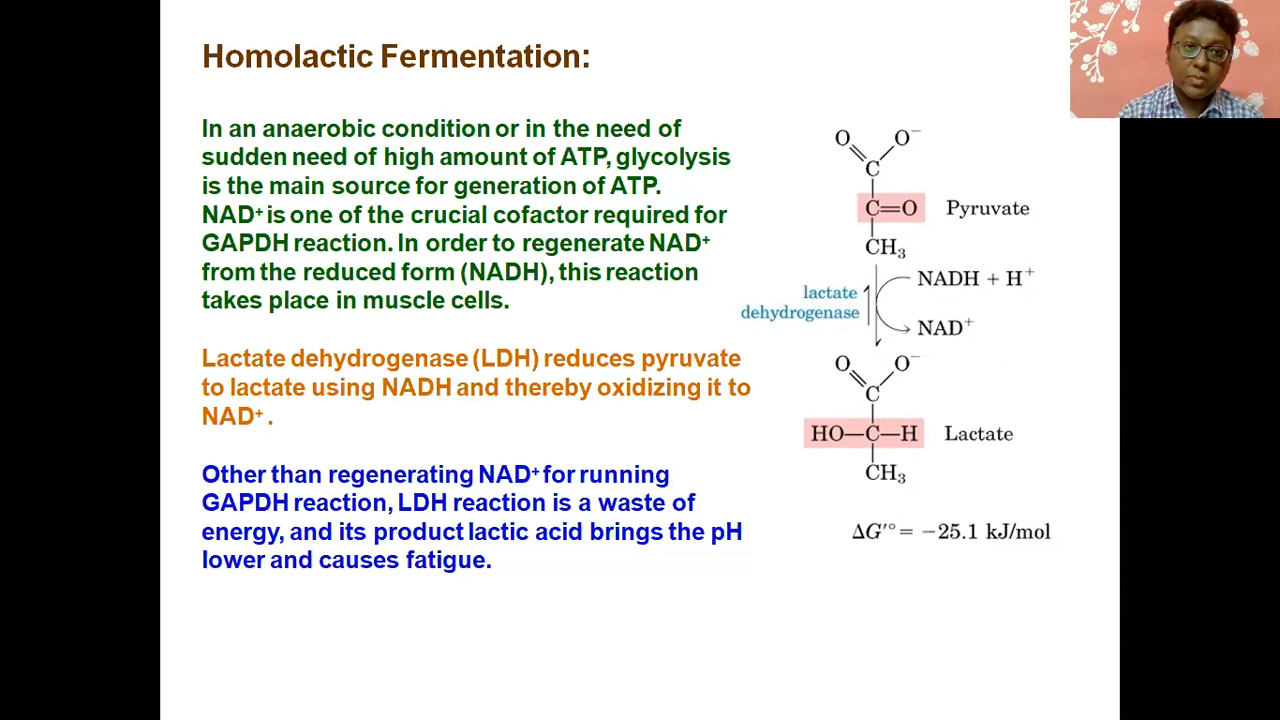 Homolactic Fermentation:
In an anaerobic condition or in the need of
sudden need of high amount of ATP, glycolysis
is the main source for generation of ATP.
NAD⁺ is one of the crucial cofactor required for
GAPDH reaction. In order to regenerate NAD⁺
from the reduced form (NADH), this reaction
takes place in muscle cells.
Lactate dehydrogenase (LDH) reduces pyruvate
to lactate using NADH and thereby oxidizing it to
NAD⁺ .
Other than regenerating NAD⁺ for running
GAPDH reaction, LDH reaction is a waste of
energy, and its product lactic acid brings the pH
lower and causes fatigue.
O O⁻
C
C=O Pyruvate
CH₃
NADH + H⁺
lactate
dehydrogenase
NAD⁺
O O⁻
C
HO—C—H Lactate
CH₃
ΔG′° = −25.1 kJ/mol